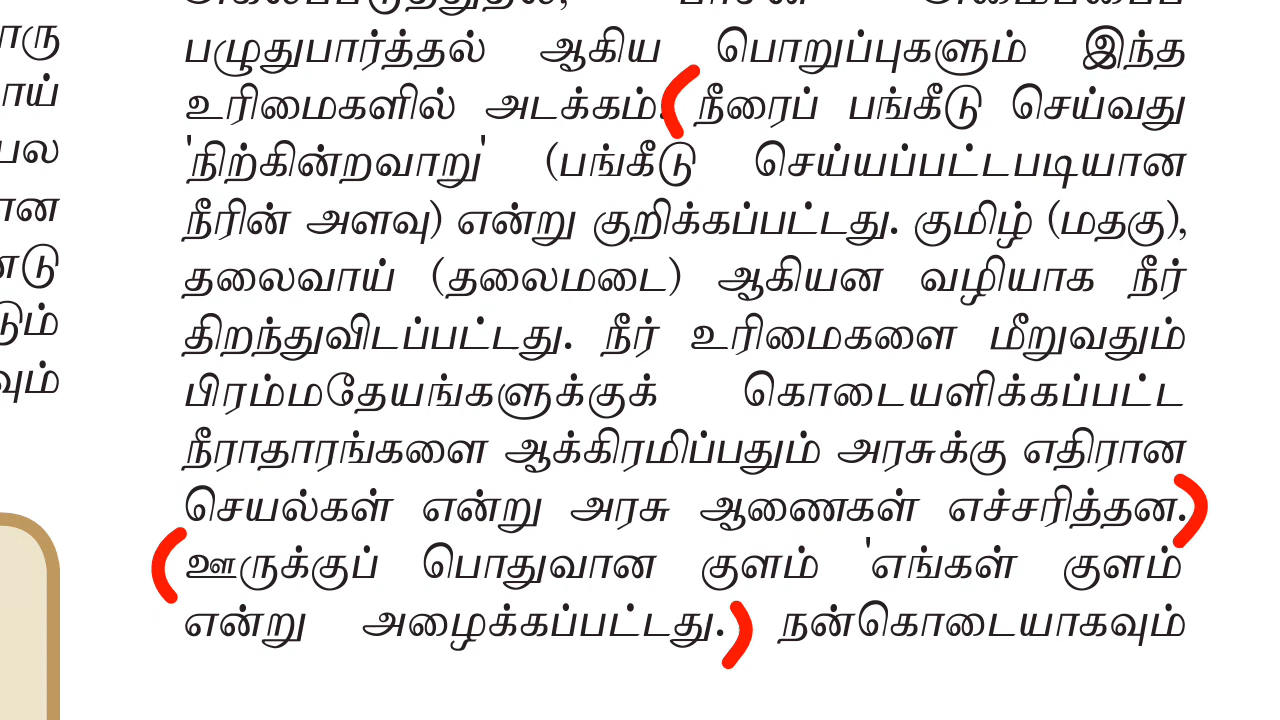 பழுதுபார்த்தல் ஆகிய பொறுப்புகளும் இந்த
உரிமைகளில் அடக்கம். நீரைப் பங்கீடு செய்வது
'நிற்கின்றவாறு' (பங்கீடு செய்யப்பட்டபடியான
நீரின் அளவு) என்று குறிக்கப்பட்டது. குமிழ் (மதகு),
தலைவாய் (தலைமடை) ஆகியன வழியாக நீர்
திறந்துவிடப்பட்டது. நீர் உரிமைகளை மீறுவதும்
பிரம்மதேயங்களுக்குக் கொடையளிக்கப்பட்ட
நீராதாரங்களை ஆக்கிரமிப்பதும் அரசுக்கு எதிரான
செயல்கள் என்று அரசு ஆணைகள் எச்சரித்தன.
ஊருக்குப் பொதுவான குளம் 'எங்கள் குளம்
என்று அழைக்கப்பட்டது. நன்கொடையாகவும்